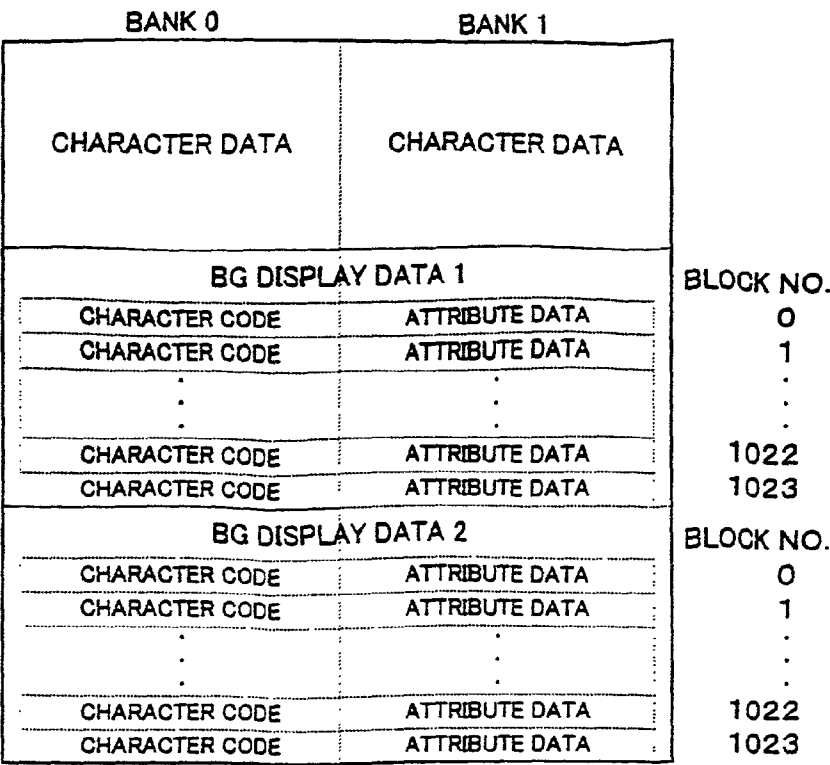 BANK 0 BANK 1
CHARACTER DATA CHARACTER DATA
BG DISPLAY DATA 1 BLOCK NO.
CHARACTER CODE ATTRIBUTE DATA 0
CHARACTER CODE ATTRIBUTE DATA 1
CHARACTER CODE ATTRIBUTE DATA 1022
CHARACTER CODE ATTRIBUTE DATA 1023
BG DISPLAY DATA 2 BLOCK NO.
CHARACTER CODE ATTRIBUTE DATA 0
CHARACTER CODE ATTRIBUTE DATA 1
CHARACTER CODE ATTRIBUTE DATA 1022
CHARACTER CODE ATTRIBUTE DATA 1023